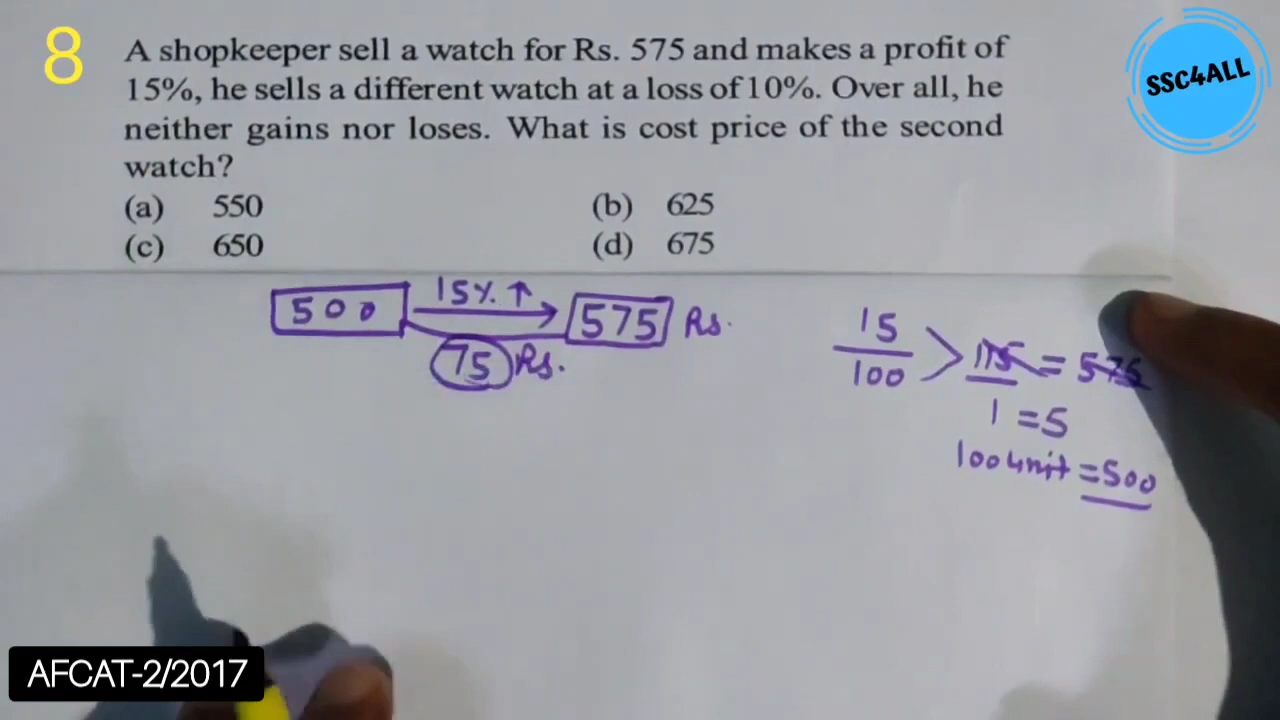 8
A shopkeeper sell a watch for Rs. 575 and makes a profit of
15%, he sells a different watch at a loss of 10%. Over all, he
neither gains nor loses. What is cost price of the second
watch?
(a) 550 (b) 625
(c) 650 (d) 675
SSC4ALL
500 15% ↑ 575 Rs.
75 Rs.
15
100
115 = 575
1 = 5
100 unit = 500
AFCAT-2/2017